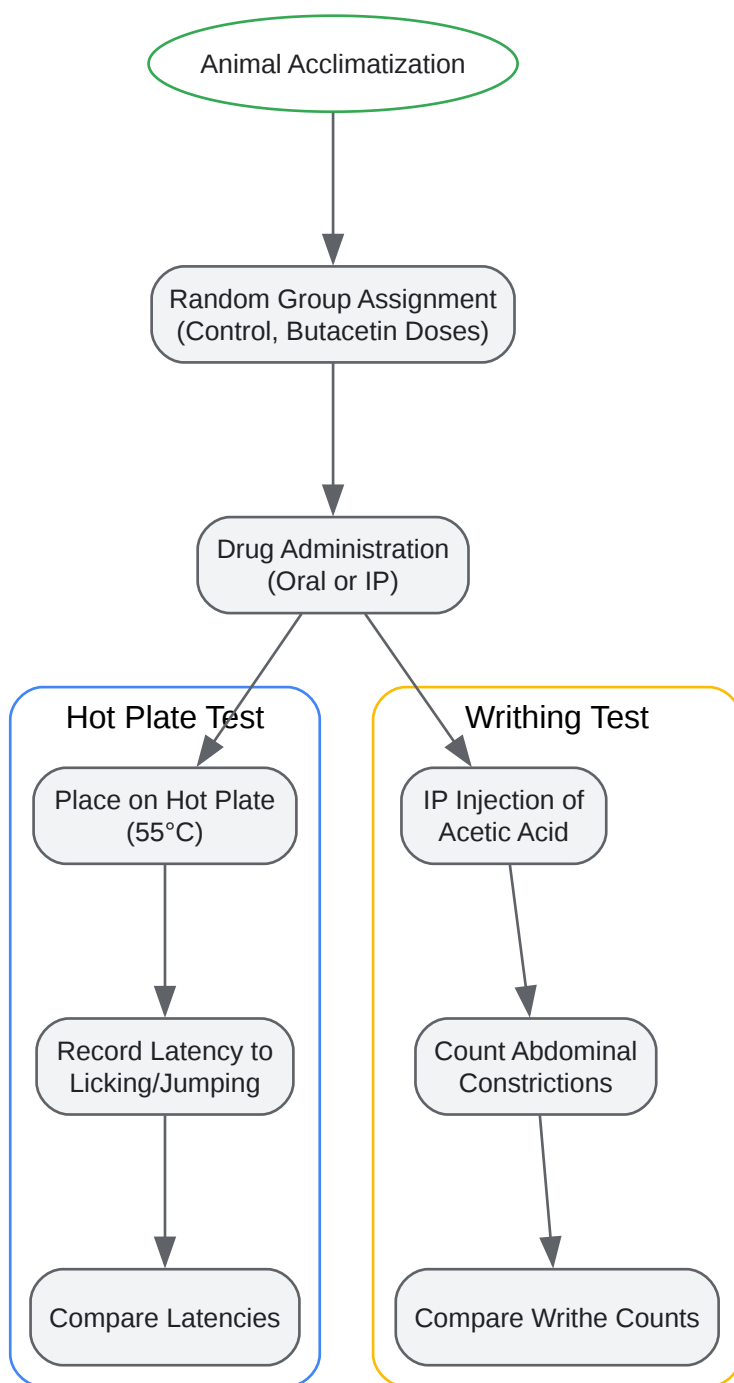 Animal Acclimatization
Random Group Assignment
(Control, Butacetin Doses)
Drug Administration
(Oral or IP)
Hot Plate Test
Place on Hot Plate
(55°C)
Record Latency to
Licking/Jumping
Compare Latencies
Writhing Test
IP Injection of
Acetic Acid
Count Abdominal
Constrictions
Compare Writhe Counts